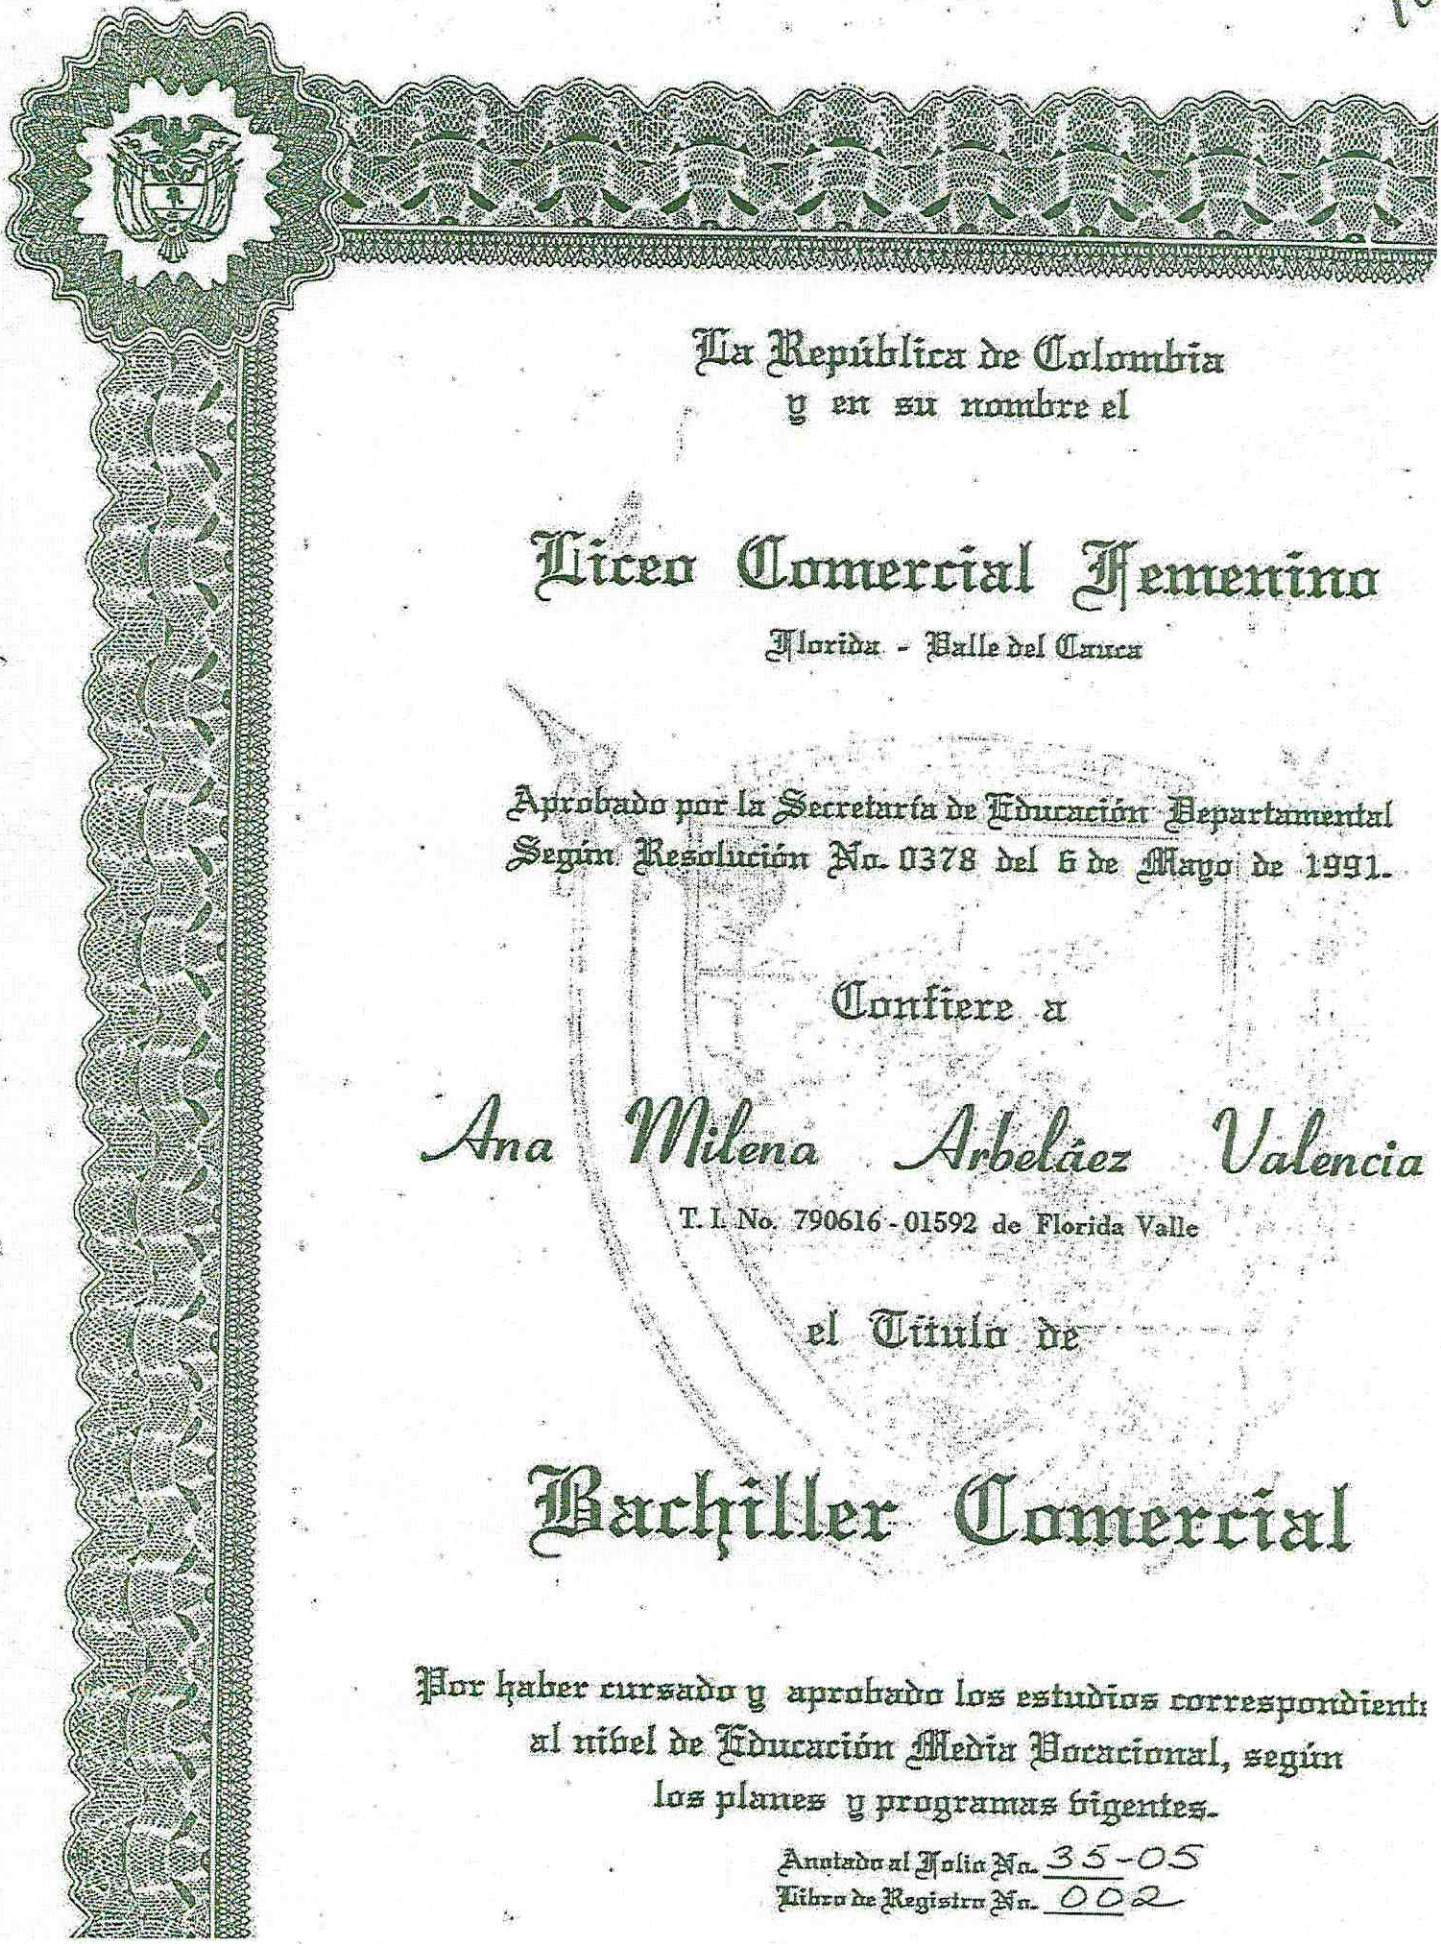 La República de Colombia
y en su nombre el
Liceo Comercial Femenino
Florida - Valle del Cauca
Aprobado por la Secretaría de Educación Departamental
Según Resolución No. 0378 del 6 de Mayo de 1991.
Confiere a
Ana Milena Arbeláez Valencia
T. I. No. 790616-01592 de Florida Valle
el Titulo de
Bachiller Comercial
Por haber cursado y aprobado los estudios correspondient
al nivel de Educación Media Vocacional, según
los planes y programas vigentes.
Anotado al Folio No. 35-05
Libro de Registro No. 002